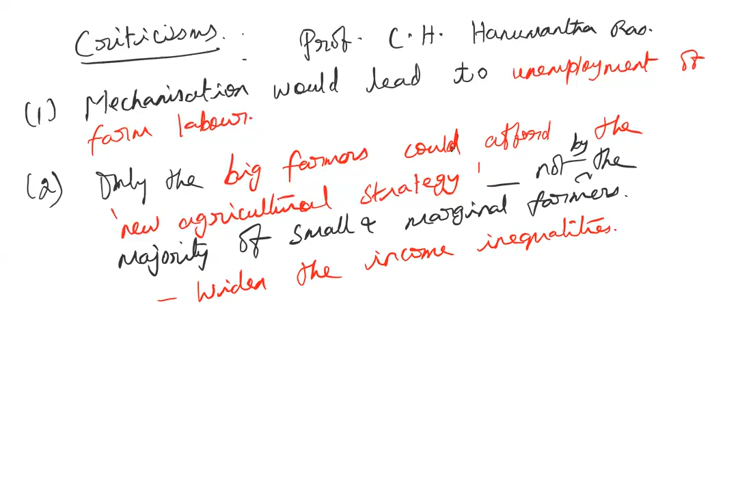 Criticisms. Prof. C.H. Hanumantha Rao.
(1) Mechanisation would lead to unemployment of
farm labour.
(2) Only the big farmers could afford by the
'new agricultural strategy' — not the
majority of small & marginal farmers.
— Widen the income inequalities.